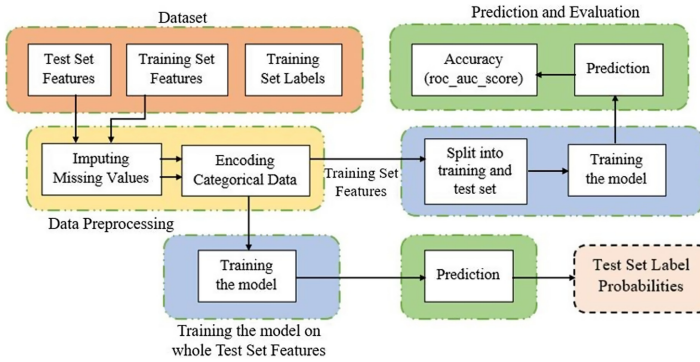 Dataset
Prediction and Evaluation
Test Set
Features
Training Set
Features
Training
Set Labels
Accuracy
(roc_auc_score)
Prediction
Imputing
Missing Values
Encoding
Categorical Data
Training Set
Features
Split into
training and
test set
Training
the model
Data Preprocessing
Training
the model
Prediction
Test Set Label
Probabilities
Training the model on
whole Test Set Features